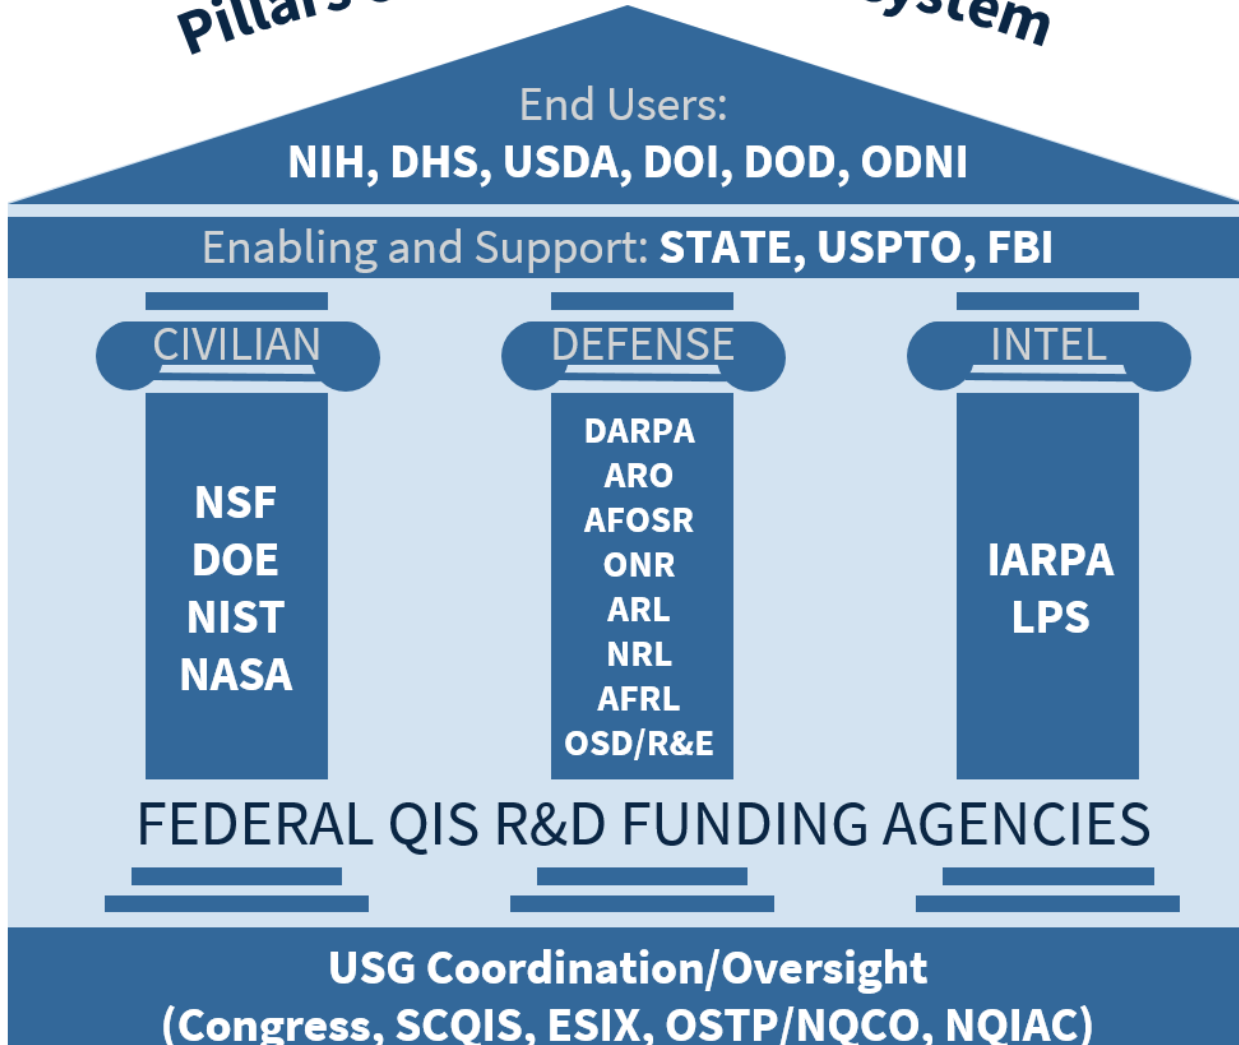 Pillars
System
End Users:
NIH, DHS, USDA, DOI, DOD, ODNI
Enabling and Support: STATE, USPTO, FBI
CIVILIAN
NSF
DOE
NIST
NASA
DEFENSE
DARPA
ARO
AFOSR
ONR
ARL
NRL
AFRL
OSD/R&E
INTEL
IARPA
LPS
FEDERAL QIS R&D FUNDING AGENCIES
USG Coordination/Oversight
(Congress, SCQIS, ESIX, OSTP/NQCO, NQIAC)